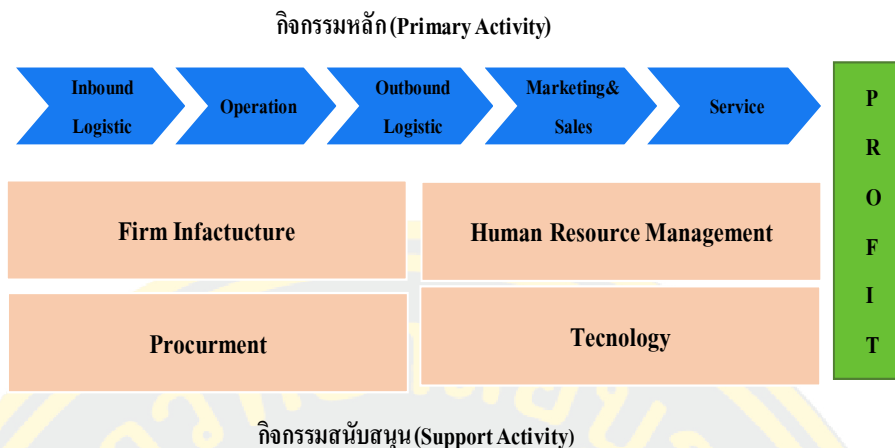 กิจกรรมหลัก (Primary Activity)
Inbound
Logistic
Operation
Outbound
Logistic
Marketing&
Sales
Service
P
R
O
F
I
T
Firm Infactucture
Human Resource Management
Procurment
Tecnology
กิจกรรมสนับสนุน (Support Activity)